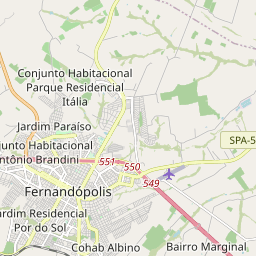 Conjunto Habitacional
Parque Residencial
Itália
Jardim Paraíso
junto Habitacional
Antônio Brandini
SPA-5
551
550
549
Fernandópolis
Jardim Residencial
Por do Sol
Cohab Albino
Bairro Marginal